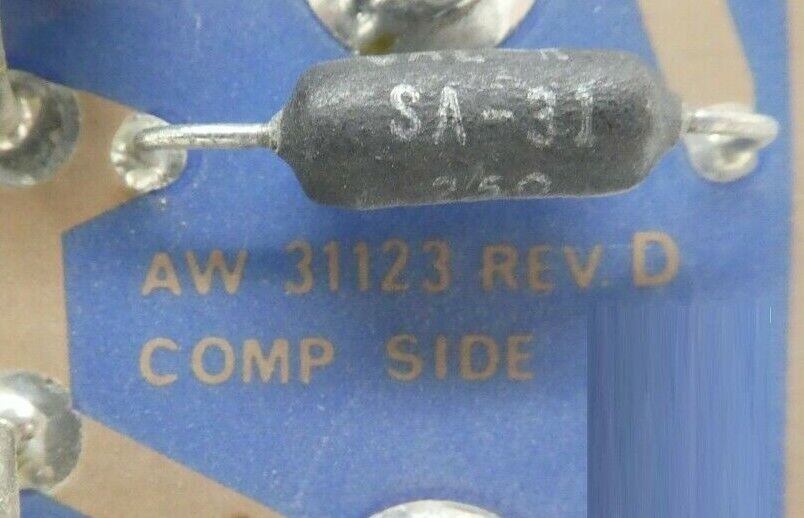 SA-31
AW 31123 REV. D
COMP SIDE